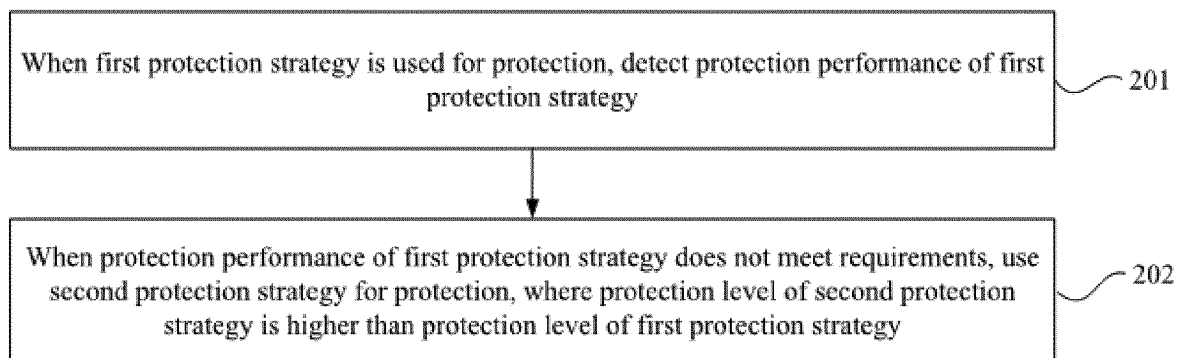 When first protection strategy is used for protection, detect protection performance of first
protection strategy
201
When protection performance of first protection strategy does not meet requirements, use
second protection strategy for protection, where protection level of second protection
strategy is higher than protection level of first protection strategy
202